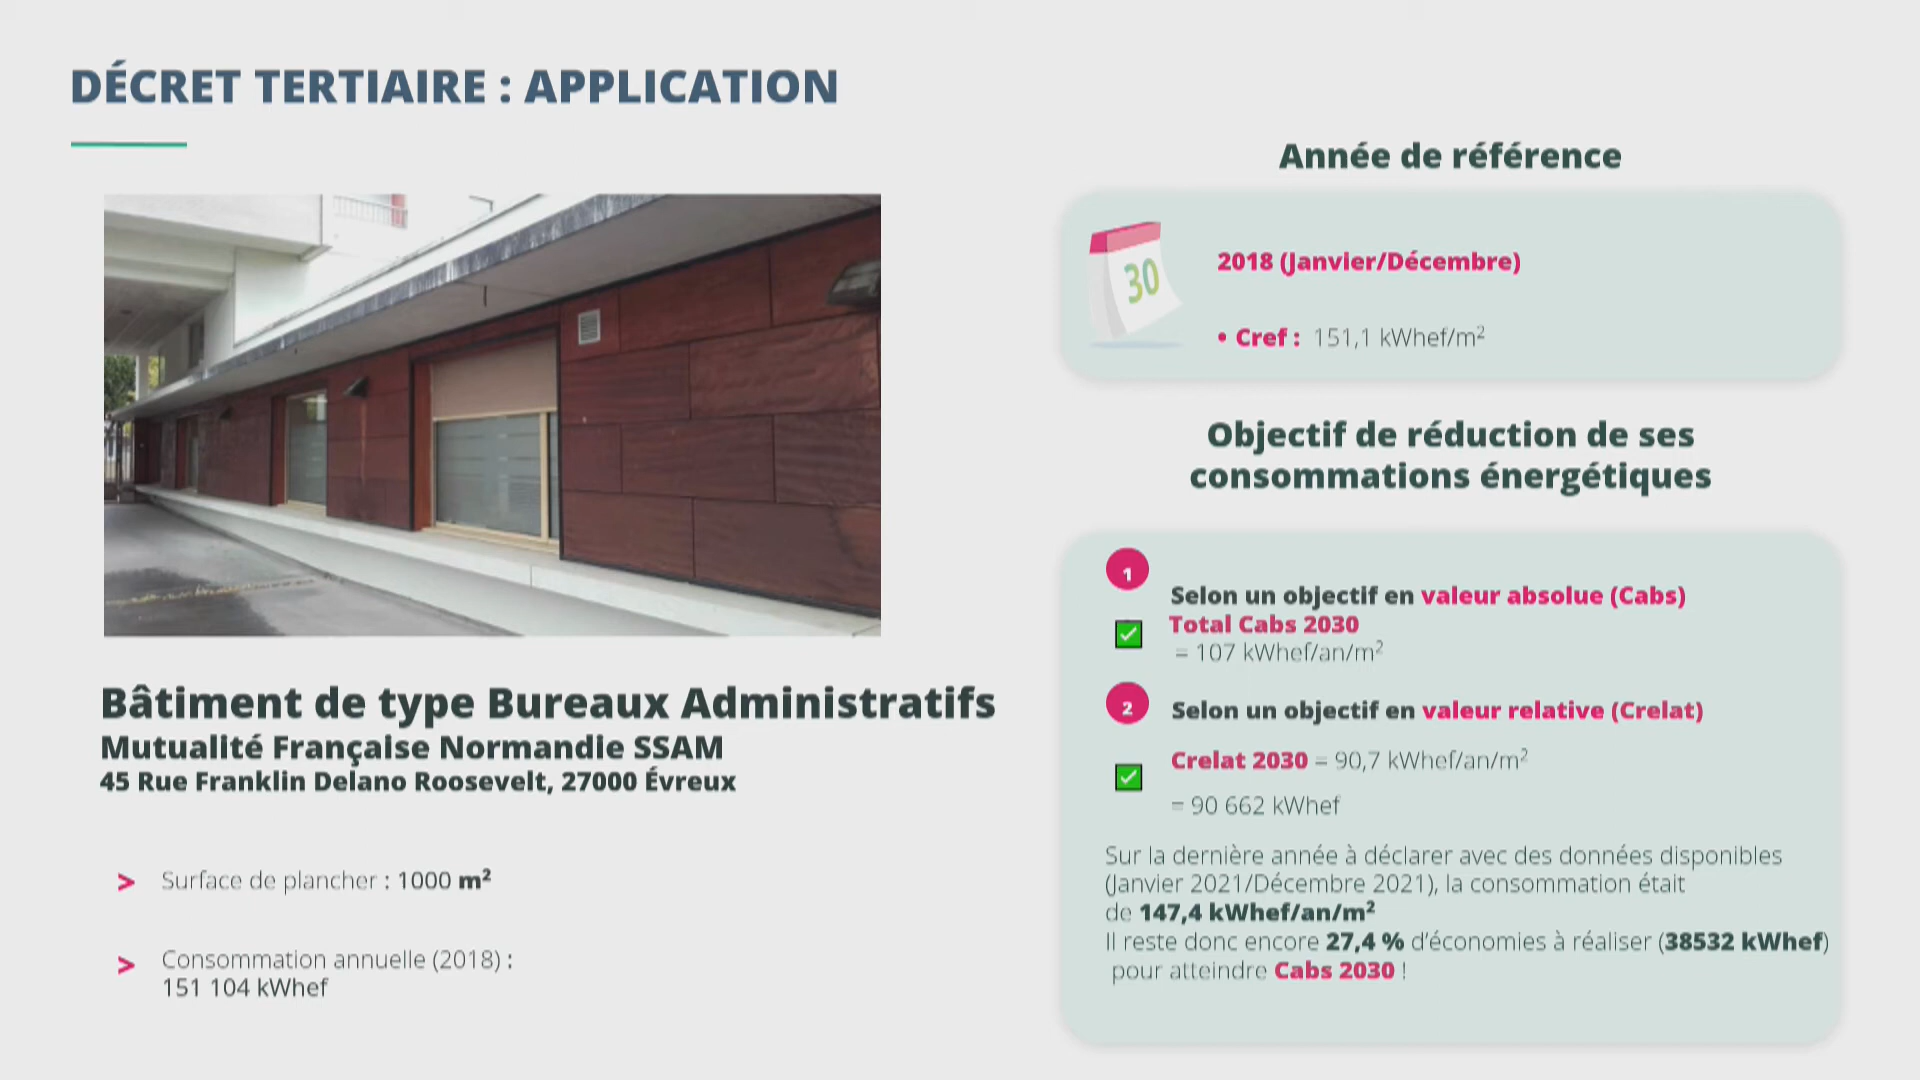 DÉCRET TERTIAIRE : APPLICATION
Bâtiment de type Bureaux Administratifs
Mutualité Française Normandie SSAM
45 Rue Franklin Delano Roosevelt, 27000 Évreux
> Surface de plancher : 1000 m²
> Consommation annuelle (2018) :
151 104 kWhef
Année de référence
30
2018 (Janvier/Décembre)
• Cref : 151,1 kWhef/m²
Objectif de réduction de ses
consommations énergétiques
1
Selon un objectif en valeur absolue (Cabs)
Total Cabs 2030
= 107 kWhef/an/m²
2
Selon un objectif en valeur relative (Crelat)
Crelat 2030 = 90,7 kWhef/an/m²
= 90 662 kWhef
Sur la dernière année à déclarer avec des données disponibles
(Janvier 2021/Décembre 2021), la consommation était
de 147,4 kWhef/an/m²
Il reste donc encore 27,4 % d’économies à réaliser (38532 kWhef)
pour atteindre Cabs 2030 !